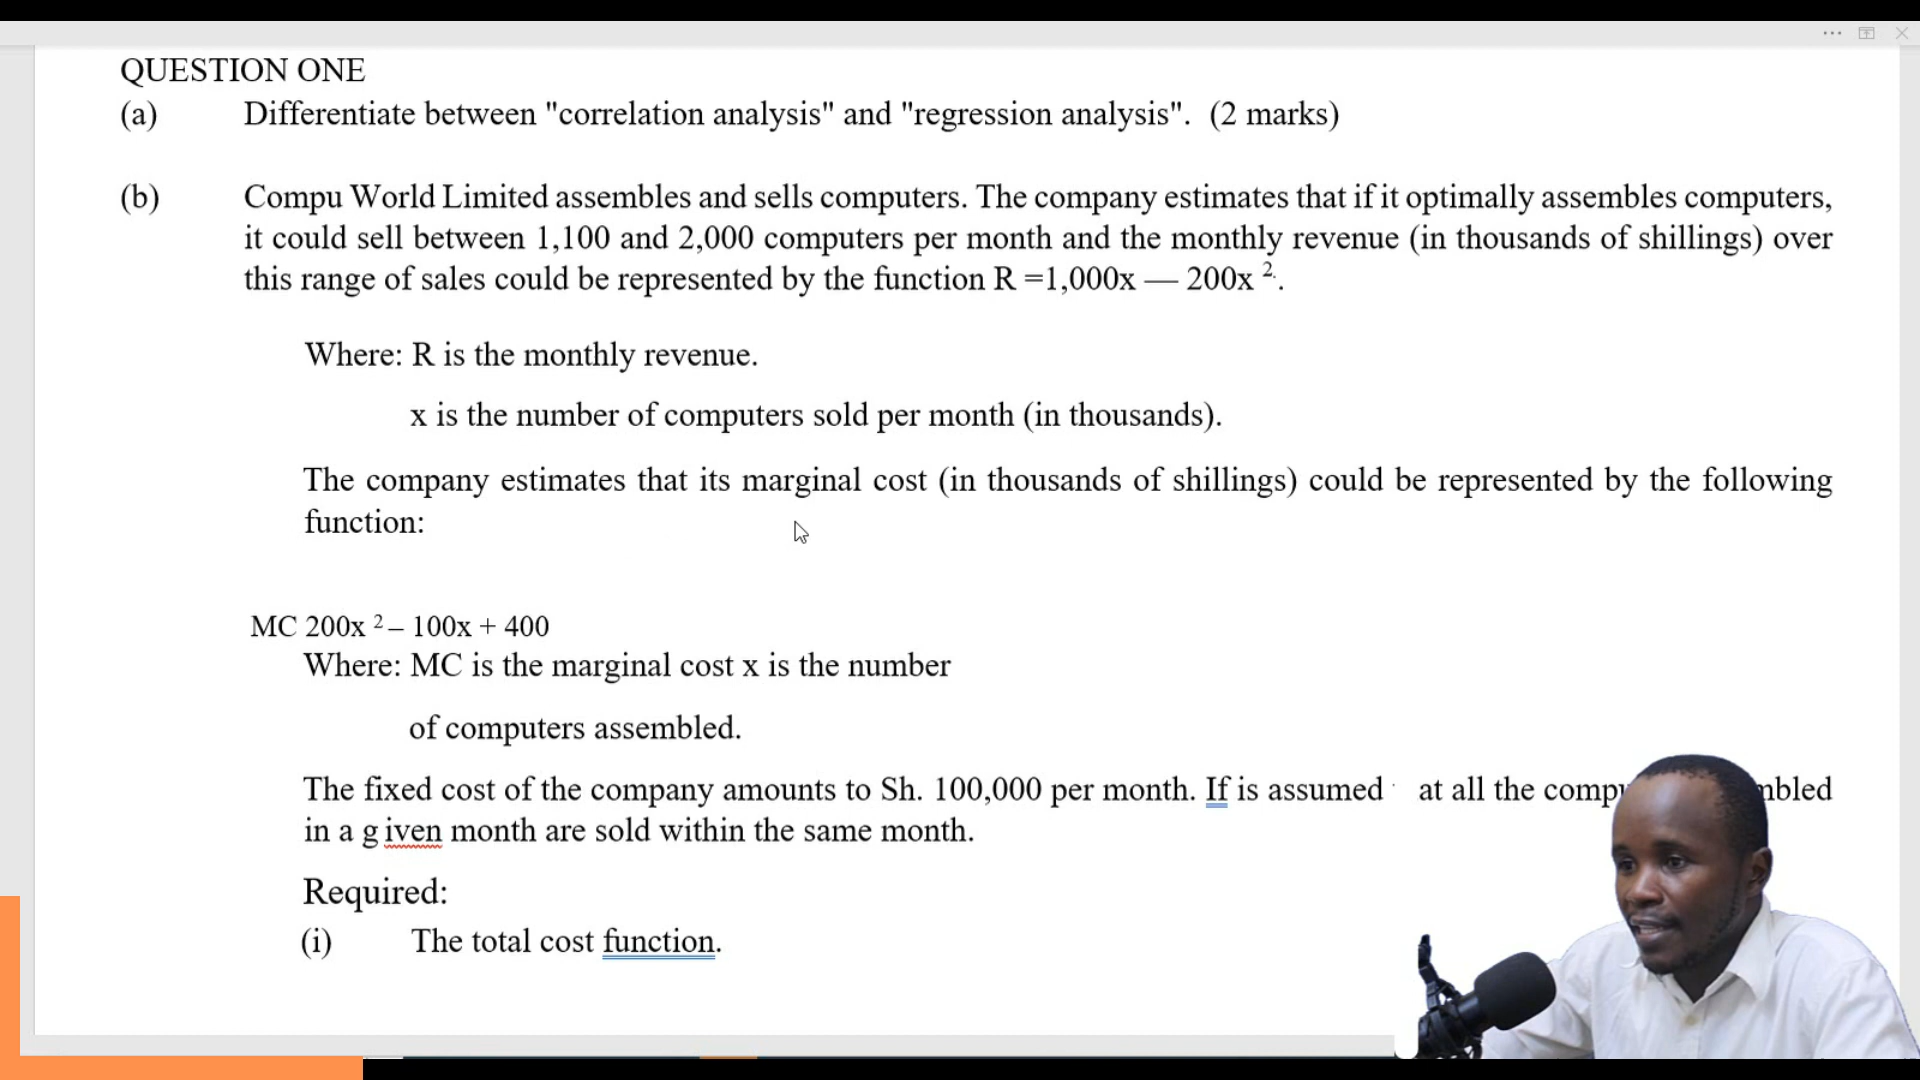 QUESTION ONE
(a) Differentiate between "correlation analysis" and "regression analysis". (2 marks)
(b) Compu World Limited assembles and sells computers. The company estimates that if it optimally assembles computers,
it could sell between 1,100 and 2,000 computers per month and the monthly revenue (in thousands of shillings) over
this range of sales could be represented by the function R =1,000x — 200x ²..
Where: R is the monthly revenue.
x is the number of computers sold per month (in thousands).
The company estimates that its marginal cost (in thousands of shillings) could be represented by the following
function:
MC 200x ² – 100x + 400
Where: MC is the marginal cost x is the number
of computers assembled.
The fixed cost of the company amounts to Sh. 100,000 per month. If is assumed at all the
in a g iven month are sold within the same month.
Required:
(i) The total cost function.